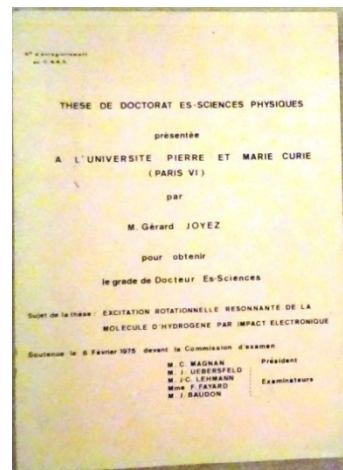 N° d'enregistrement
au C.N.R.S.
THESE DE DOCTORAT ES-SCIENCES PHYSIQUES
présentée
A L'UNIVERSITE PIERRE ET MARIE CURIE
( PARIS VI )
par
M. Gérard JOYEZ
pour obtenir
le grade de Docteur Es-Sciences
Sujet de la thèse : EXCITATION ROTATIONNELLE RESONNANTE DE LA
MOLECULE D'HYDROGENE PAR IMPACT ELECTRONIQUE
Soutenue le 6 Février 1975 devant la Commission d'examen
M. C. MAGNAN Président
M. J. UEBERSFELD
M. J-C. LEHMANN
Mme F. FAYARD Examinateurs
M. J. BAUDON